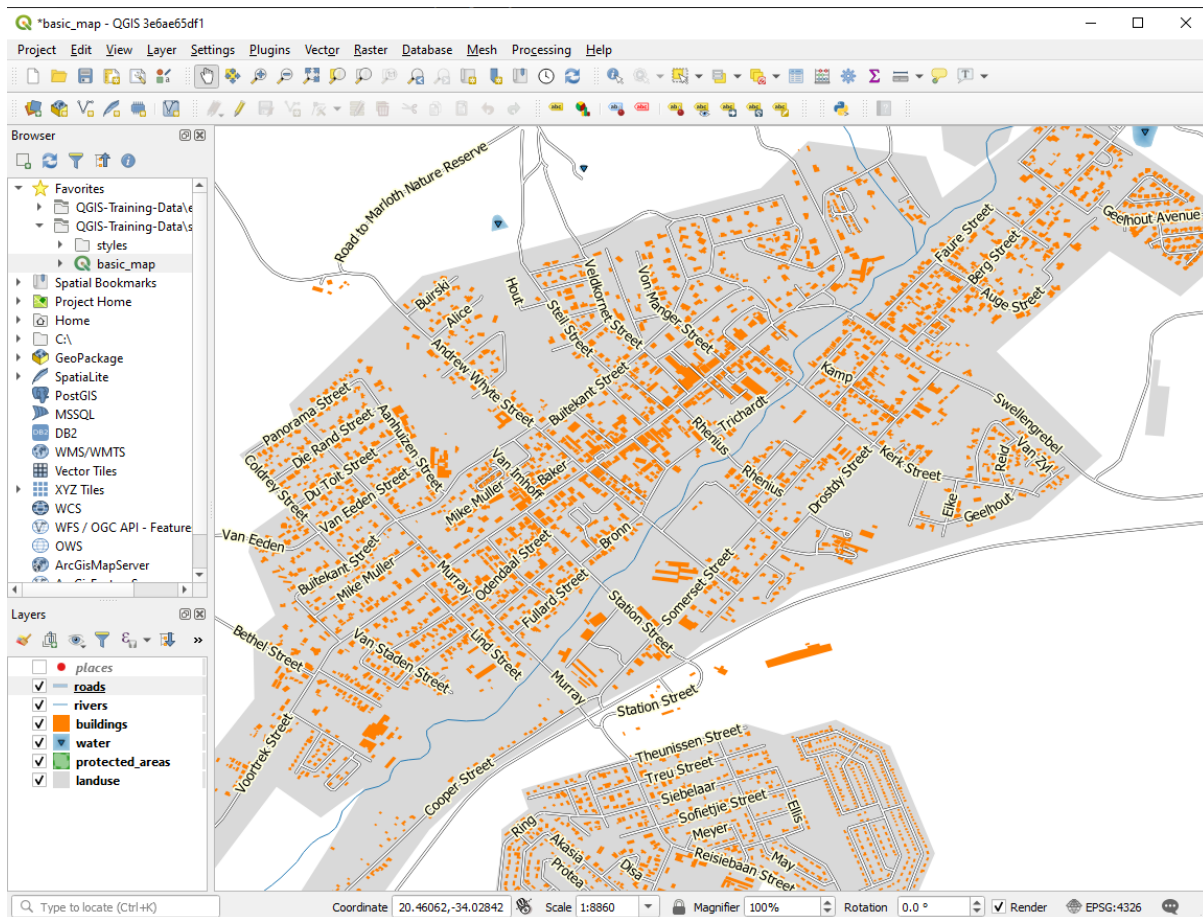 *basic_map - QGIS 3e6ae65df1
Project Edit View Layer Settings Plugins Vector Raster Database Mesh Processing Help
Browser
Favorites
QGIS-Training-Data\e
QGIS-Training-Data\s
styles
basic_map
Spatial Bookmarks
Project Home
Home
C:\
GeoPackage
SpatiaLite
PostGIS
MSSQL
DB2
WMS/WMTS
Vector Tiles
XYZ Tiles
WCS
WFS / OGC API - Feature
OWS
ArcGisMapServer
Layers
places
roads
rivers
buildings
water
protected_areas
landuse
Road to Marloth Nature Reserve
Geelhout Avenue
Faure Street
Berg Street
Auge Street
Buirski
Alice
Hout
Veldkornet Street
Von Manger Street
Steil Street
Andrew Whyte Street
Buitekant Street
Kamp
Swellengrebel
Panorama Street
Die Rand Street
Aanhuizen Street
Trichardt
Rhenius
Coldrey Street
Du Toit Street
Van Eeden Street
Van Imhoff
Baker
Mike Muller
Rhenius
Drostdy Street
Kerk Street
Reid
Van Zyl
Eike
Geelhout
Van Eeden
Buitekant Street
Mike Muller
Murray
Odendaal Street
Bronn
Fullard Street
Station Street
Somerset Street
Bethel Street
Van Staden Street
Lind Street
Murray
Station Street
Voortrek Street
Cooper Street
Theunissen Street
Treu Street
Siebelaar
Sofietjie Street
Ellis
Meyer
Ring
Akasia
Protea
Disa
Reisiebaan Street
May
Type to locate (Ctrl+K) Coordinate 20.46062,-34.02842 Scale 1:8860 Magnifier 100% Rotation 0.0 ° Render EPSG:4326